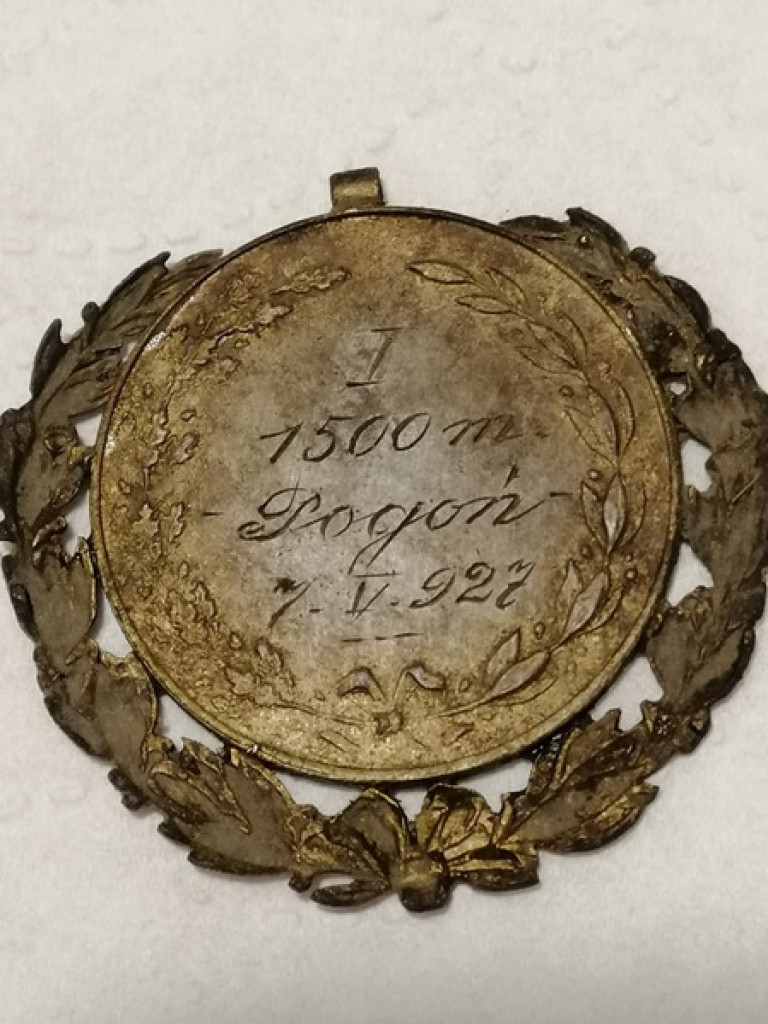 I
1500 m.
- Pogoń -
7. V. 927